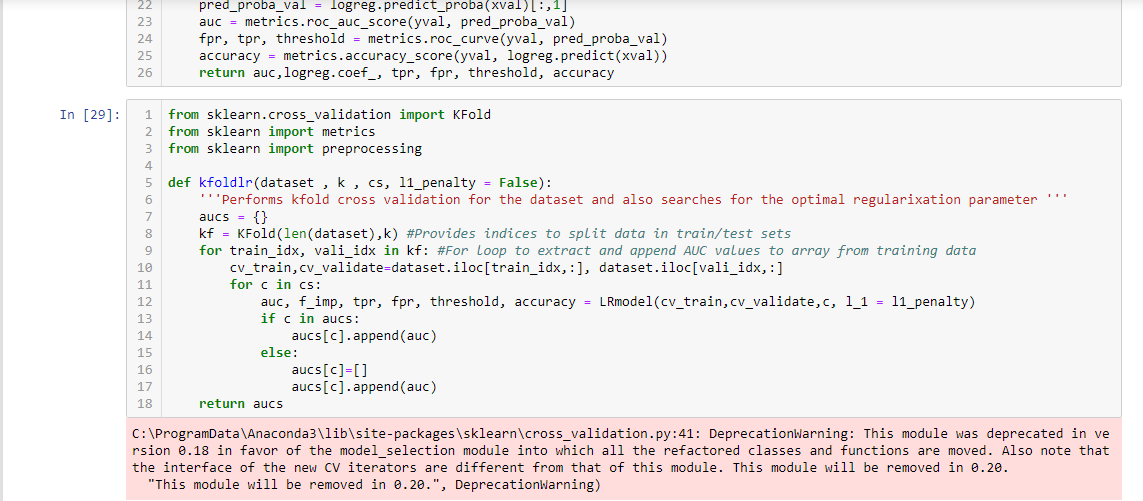 22 pred_proba_val = logreg.predict_proba(xval)[:,1]
23 auc = metrics.roc_auc_score(yval, pred_proba_val)
24 fpr, tpr, threshold = metrics.roc_curve(yval, pred_proba_val)
25 accuracy = metrics.accuracy_score(yval, logreg.predict(xval))
26 return auc,logreg.coef_, tpr, fpr, threshold, accuracy
In [29]: 1 from sklearn.cross_validation import KFold
2 from sklearn import metrics
3 from sklearn import preprocessing
4
5 def kfoldlr(dataset , k , cs, l1_penalty = False):
6 '''Performs kfold cross validation for the dataset and also searches for the optimal regularixation parameter '''
7 aucs = {}
8 kf = KFold(len(dataset),k) #Provides indices to split data in train/test sets
9 for train_idx, vali_idx in kf: #For Loop to extract and append AUC values to array from training data
10 cv_train,cv_validate=dataset.iloc[train_idx,:], dataset.iloc[vali_idx,:]
11 for c in cs:
12 auc, f_imp, tpr, fpr, threshold, accuracy = LRmodel(cv_train,cv_validate,c, l_1 = l1_penalty)
13 if c in aucs:
14 aucs[c].append(auc)
15 else:
16 aucs[c]=[]
17 aucs[c].append(auc)
18 return aucs
C:\ProgramData\Anaconda3\lib\site-packages\sklearn\cross_validation.py:41: DeprecationWarning: This module was deprecated in ve
rsion 0.18 in favor of the model_selection module into which all the refactored classes and functions are moved. Also note that
the interface of the new CV iterators are different from that of this module. This module will be removed in 0.20.
"This module will be removed in 0.20.", DeprecationWarning)